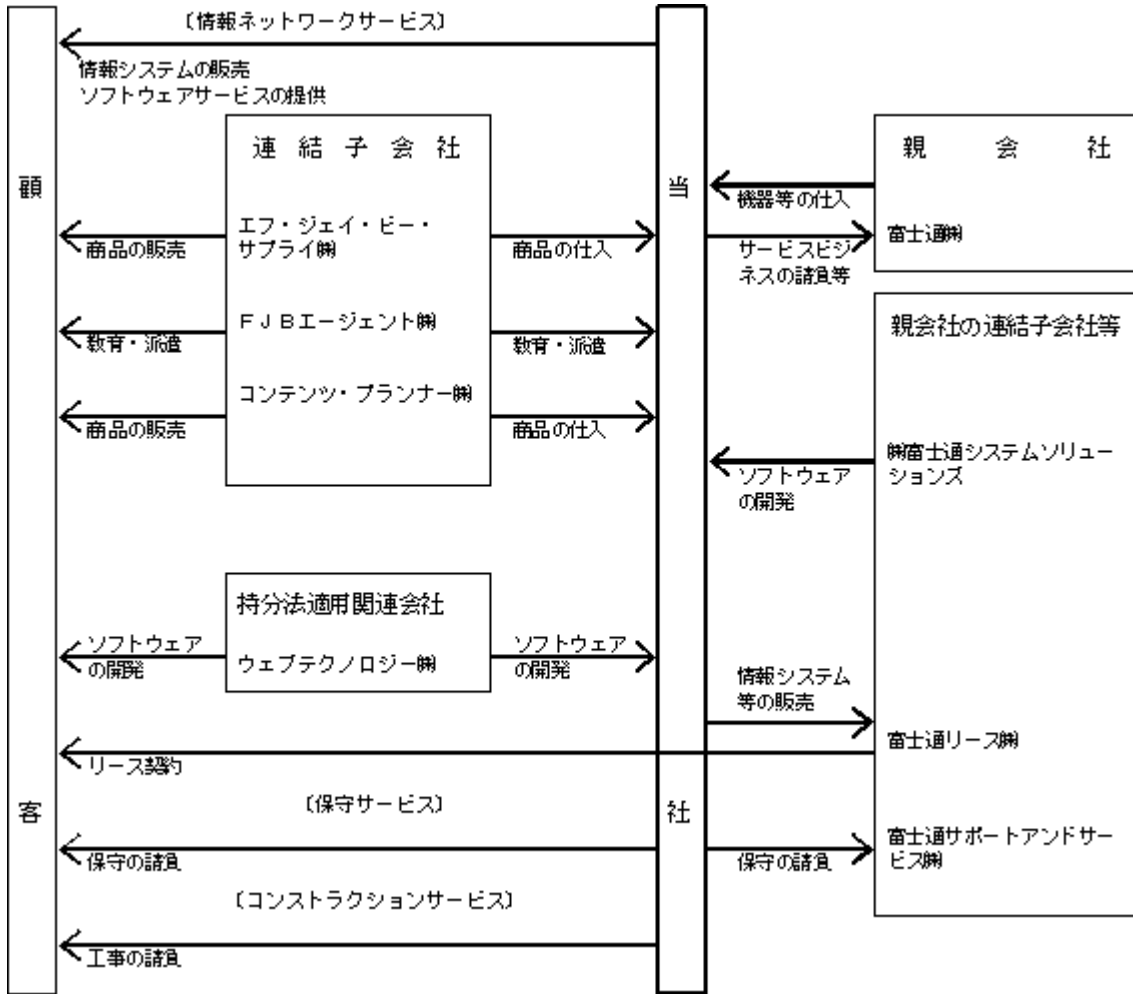 〔情報ネットワークサービス〕
情報システムの販売
ソフトウェアサービスの提供
顧
客
連結子会社
エフ・ジェイ・ビー・
サプライ㈱
商品の販売
商品の仕入
FJBエージェント㈱
教育・派遣
教育・派遣
コンテンツ・プランナー㈱
商品の販売
商品の仕入
持分法適用関連会社
ウェブテクノロジー㈱
ソフトウェア
の開発
ソフトウェア
の開発
リース契約
〔保守サービス〕
保守の請負
〔コンストラクションサービス〕
工事の請負
当
社
親会社
富士通㈱
機器等の仕入
サービスビジ
ネスの請負等
親会社の連結子会社等
㈱富士通システムソリュー
ションズ
ソフトウェア
の開発
情報システム
等の販売
富士通リース㈱
富士通サポートアンドサー
ビス㈱
保守の請負